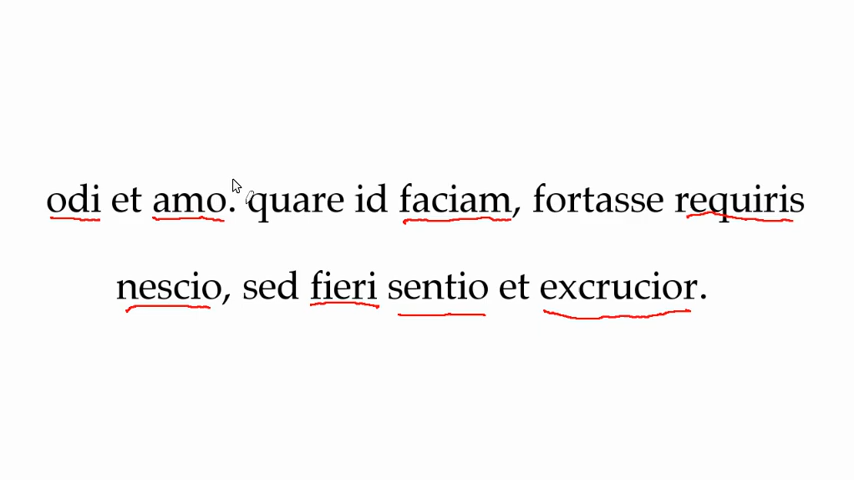 odi et amo. quare id faciam, fortasse requiris
nescio, sed fieri sentio et excrucior.